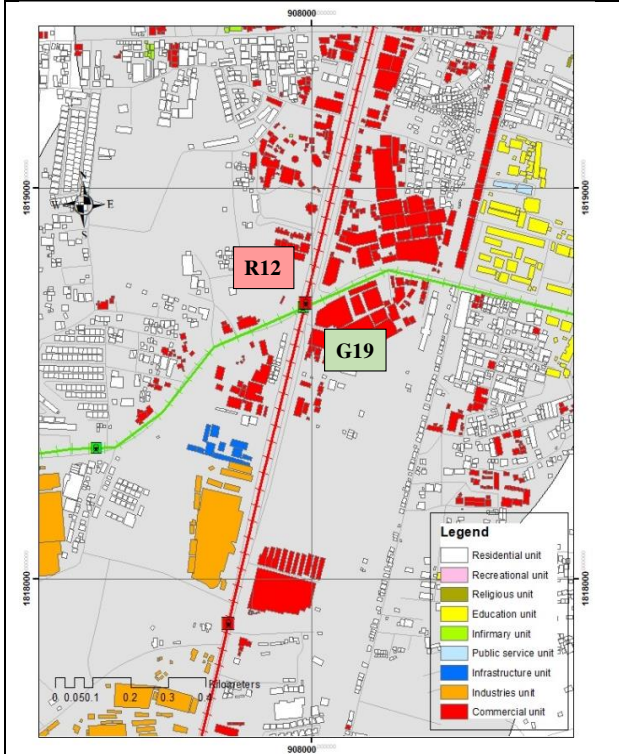 908000
1819000
1819000
N
W E
S
R12
G19
Legend
Residential unit
Recreational unit
Religious unit
Education unit
Infirmary unit
Public service unit
Infrastructure unit
Industries unit
Commercial unit
1818000
1818000
Kilometers
0 0.050.1 0.2 0.3 0.4
908000